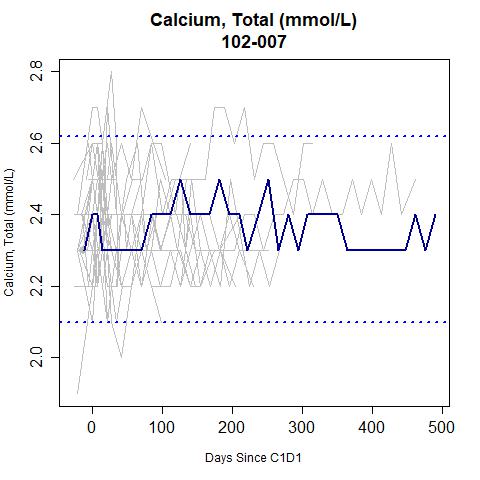 Calcium, Total (mmol/L)
102-007
Calcium, Total (mmol/L)
2.8
2.6
2.4
2.2
2.0
0 100 200 300 400 500
Days Since C1D1